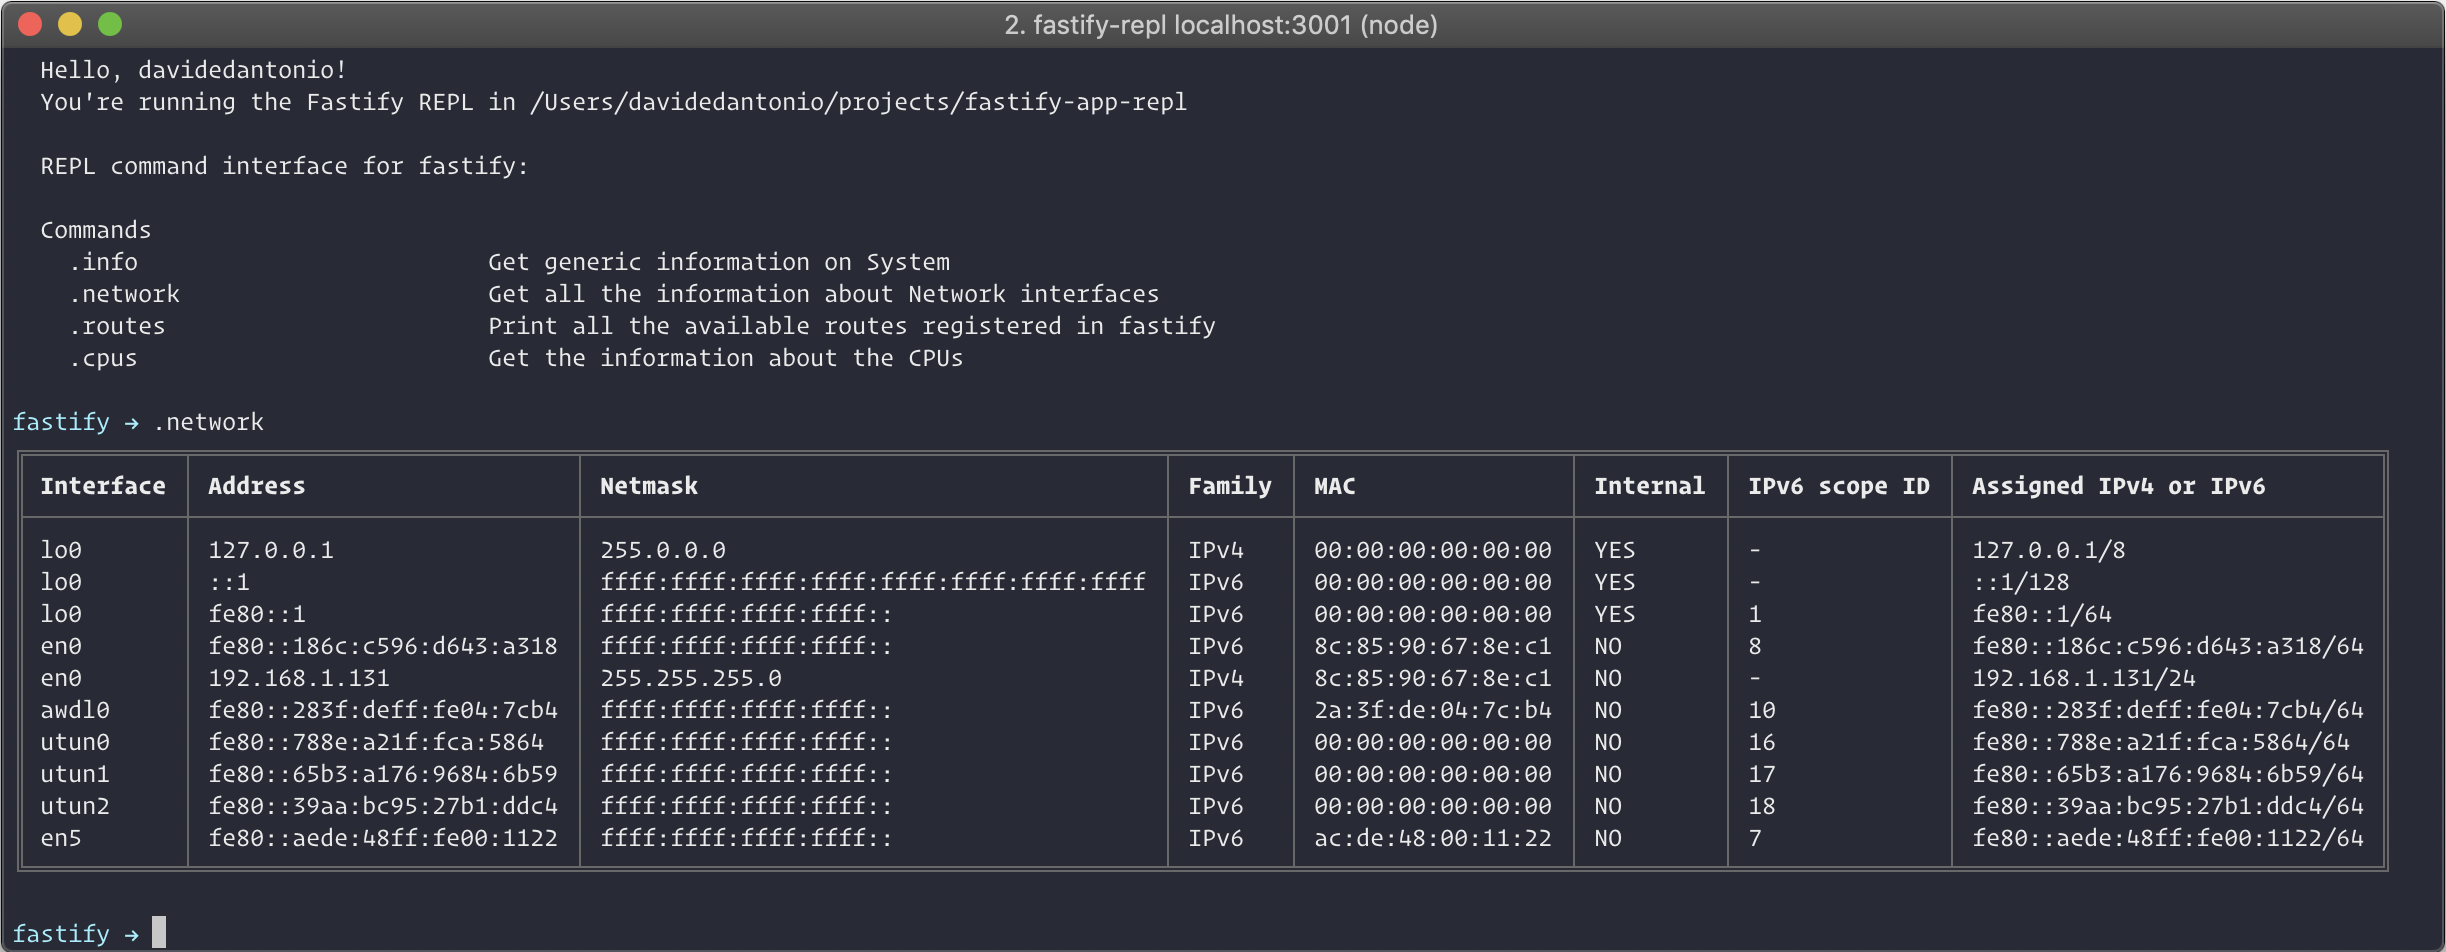 2. fastify-repl localhost:3001 (node)
Hello, davidedantonio!
You're running the Fastify REPL in /Users/davidedantonio/projects/fastify-app-repl
REPL command interface for fastify:
Commands
.info Get generic information on System
.network Get all the information about Network interfaces
.routes Print all the available routes registered in fastify
.cpus Get the information about the CPUs
fastify → .network
Interface Address Netmask Family MAC Internal IPv6 scope ID Assigned IPv4 or IPv6
lo0 127.0.0.1 255.0.0.0 IPv4 00:00:00:00:00:00 YES - 127.0.0.1/8
lo0 ::1 ffff:ffff:ffff:ffff:ffff:ffff:ffff:ffff IPv6 00:00:00:00:00:00 YES - ::1/128
lo0 fe80::1 ffff:ffff:ffff:ffff:: IPv6 00:00:00:00:00:00 YES 1 fe80::1/64
en0 fe80::186c:c596:d643:a318 ffff:ffff:ffff:ffff:: IPv6 8c:85:90:67:8e:c1 NO 8 fe80::186c:c596:d643:a318/64
en0 192.168.1.131 255.255.255.0 IPv4 8c:85:90:67:8e:c1 NO - 192.168.1.131/24
awdl0 fe80::283f:deff:fe04:7cb4 ffff:ffff:ffff:ffff:: IPv6 2a:3f:de:04:7c:b4 NO 10 fe80::283f:deff:fe04:7cb4/64
utun0 fe80::788e:a21f:fca:5864 ffff:ffff:ffff:ffff:: IPv6 00:00:00:00:00:00 NO 16 fe80::788e:a21f:fca:5864/64
utun1 fe80::65b3:a176:9684:6b59 ffff:ffff:ffff:ffff:: IPv6 00:00:00:00:00:00 NO 17 fe80::65b3:a176:9684:6b59/64
utun2 fe80::39aa:bc95:27b1:ddc4 ffff:ffff:ffff:ffff:: IPv6 00:00:00:00:00:00 NO 18 fe80::39aa:bc95:27b1:ddc4/64
en5 fe80::aede:48ff:fe00:1122 ffff:ffff:ffff:ffff:: IPv6 ac:de:48:00:11:22 NO 7 fe80::aede:48ff:fe00:1122/64
fastify →